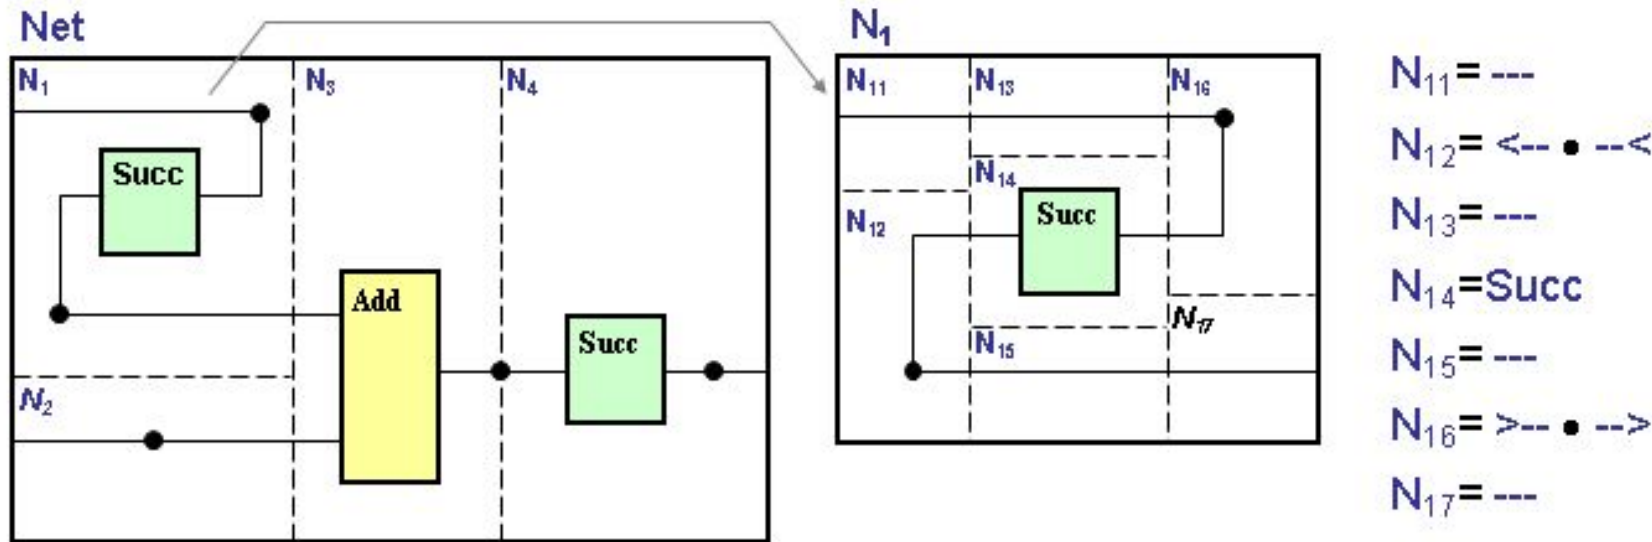 Net
N₁
N₃
N₄
Succ
Add
Succ
N₂
N₁
N₁₁
N₁₃
N₁₆
N₁₄
Succ
N₁₂
N₁₇
N₁₅
N₁₁= ---
N₁₂= <-- • --<
N₁₃= ---
N₁₄=Succ
N₁₅= ---
N₁₆= >-- • -->
N₁₇= ---